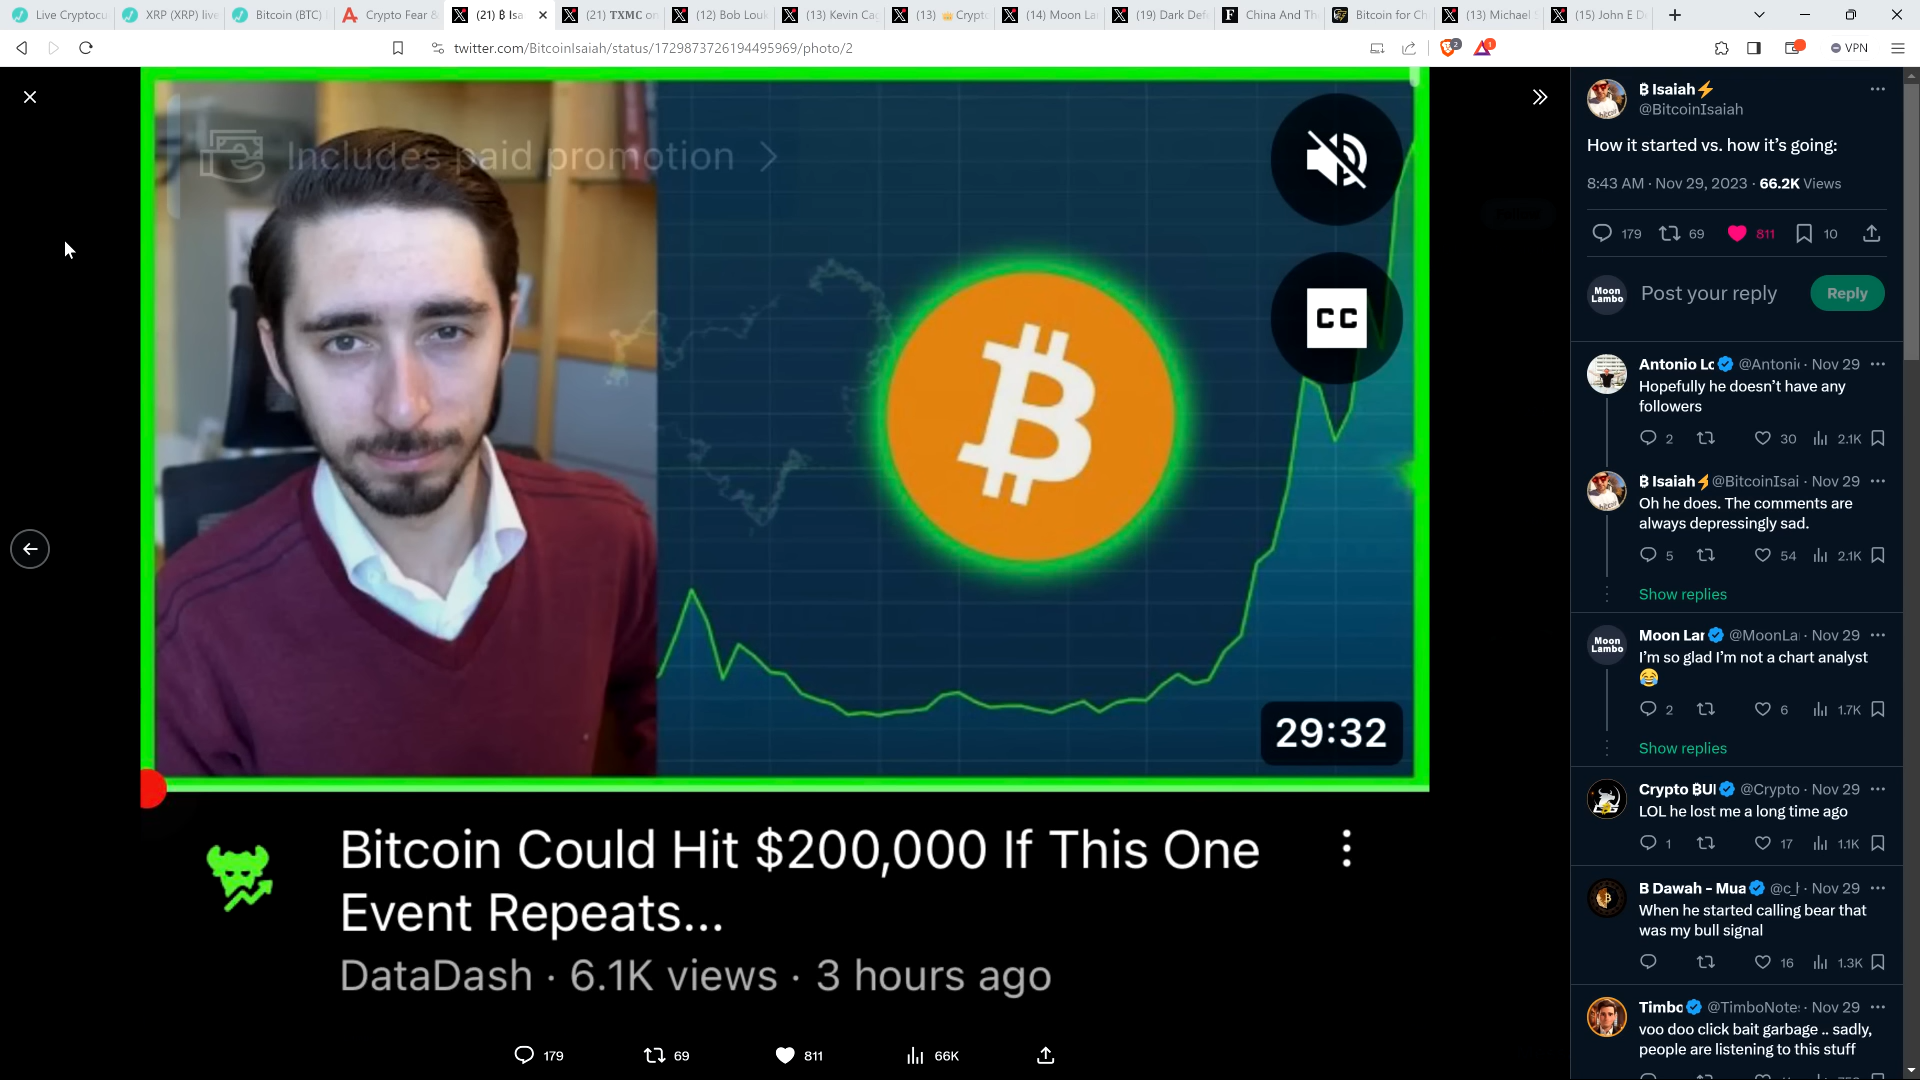 Live Cryptocu
XRP (XRP) live
Bitcoin (BTC)
Crypto Fear &
(21) ₿ Isa
(21) TXMC on
(12) Bob Louk
(13) Kevin Cag
(13) 👑Crypt
(14) Moon La
(19) Dark Def
China And Th
Bitcoin for Ch
(13) Michael
(15) John E D
twitter.com/BitcoinIsaiah/status/1729873726194495969/photo/2
VPN
Includes paid promotion
CC
29:32
Bitcoin Could Hit $200,000 If This One
Event Repeats...
DataDash · 6.1K views · 3 hours ago
179 69 811 66K
₿ Isaiah⚡
@BitcoinIsaiah
How it started vs. how it's going:
8:43 AM · Nov 29, 2023 · 66.2K Views
179 69 811 10
Moon
Lambo
Post your reply
Reply
Antonio Lo @Antoni · Nov 29
Hopefully he doesn't have any
followers
2 30 2.1K
₿ Isaiah⚡@BitcoinIsai · Nov 29
Oh he does. The comments are
always depressingly sad.
5 54 2.1K
Show replies
Moon
Lambo
Moon Lar @MoonLa · Nov 29
I'm so glad I'm not a chart analyst
😂
2 6 1.7K
Show replies
Crypto ₿Ul @Crypto · Nov 29
LOL he lost me a long time ago
1 17 1.1K
B Dawah - Mua @c_h · Nov 29
When he started calling bear that
was my bull signal
16 1.3K
Timbo @TimboNote · Nov 29
voo doo click bait garbage .. sadly,
people are listening to this stuff